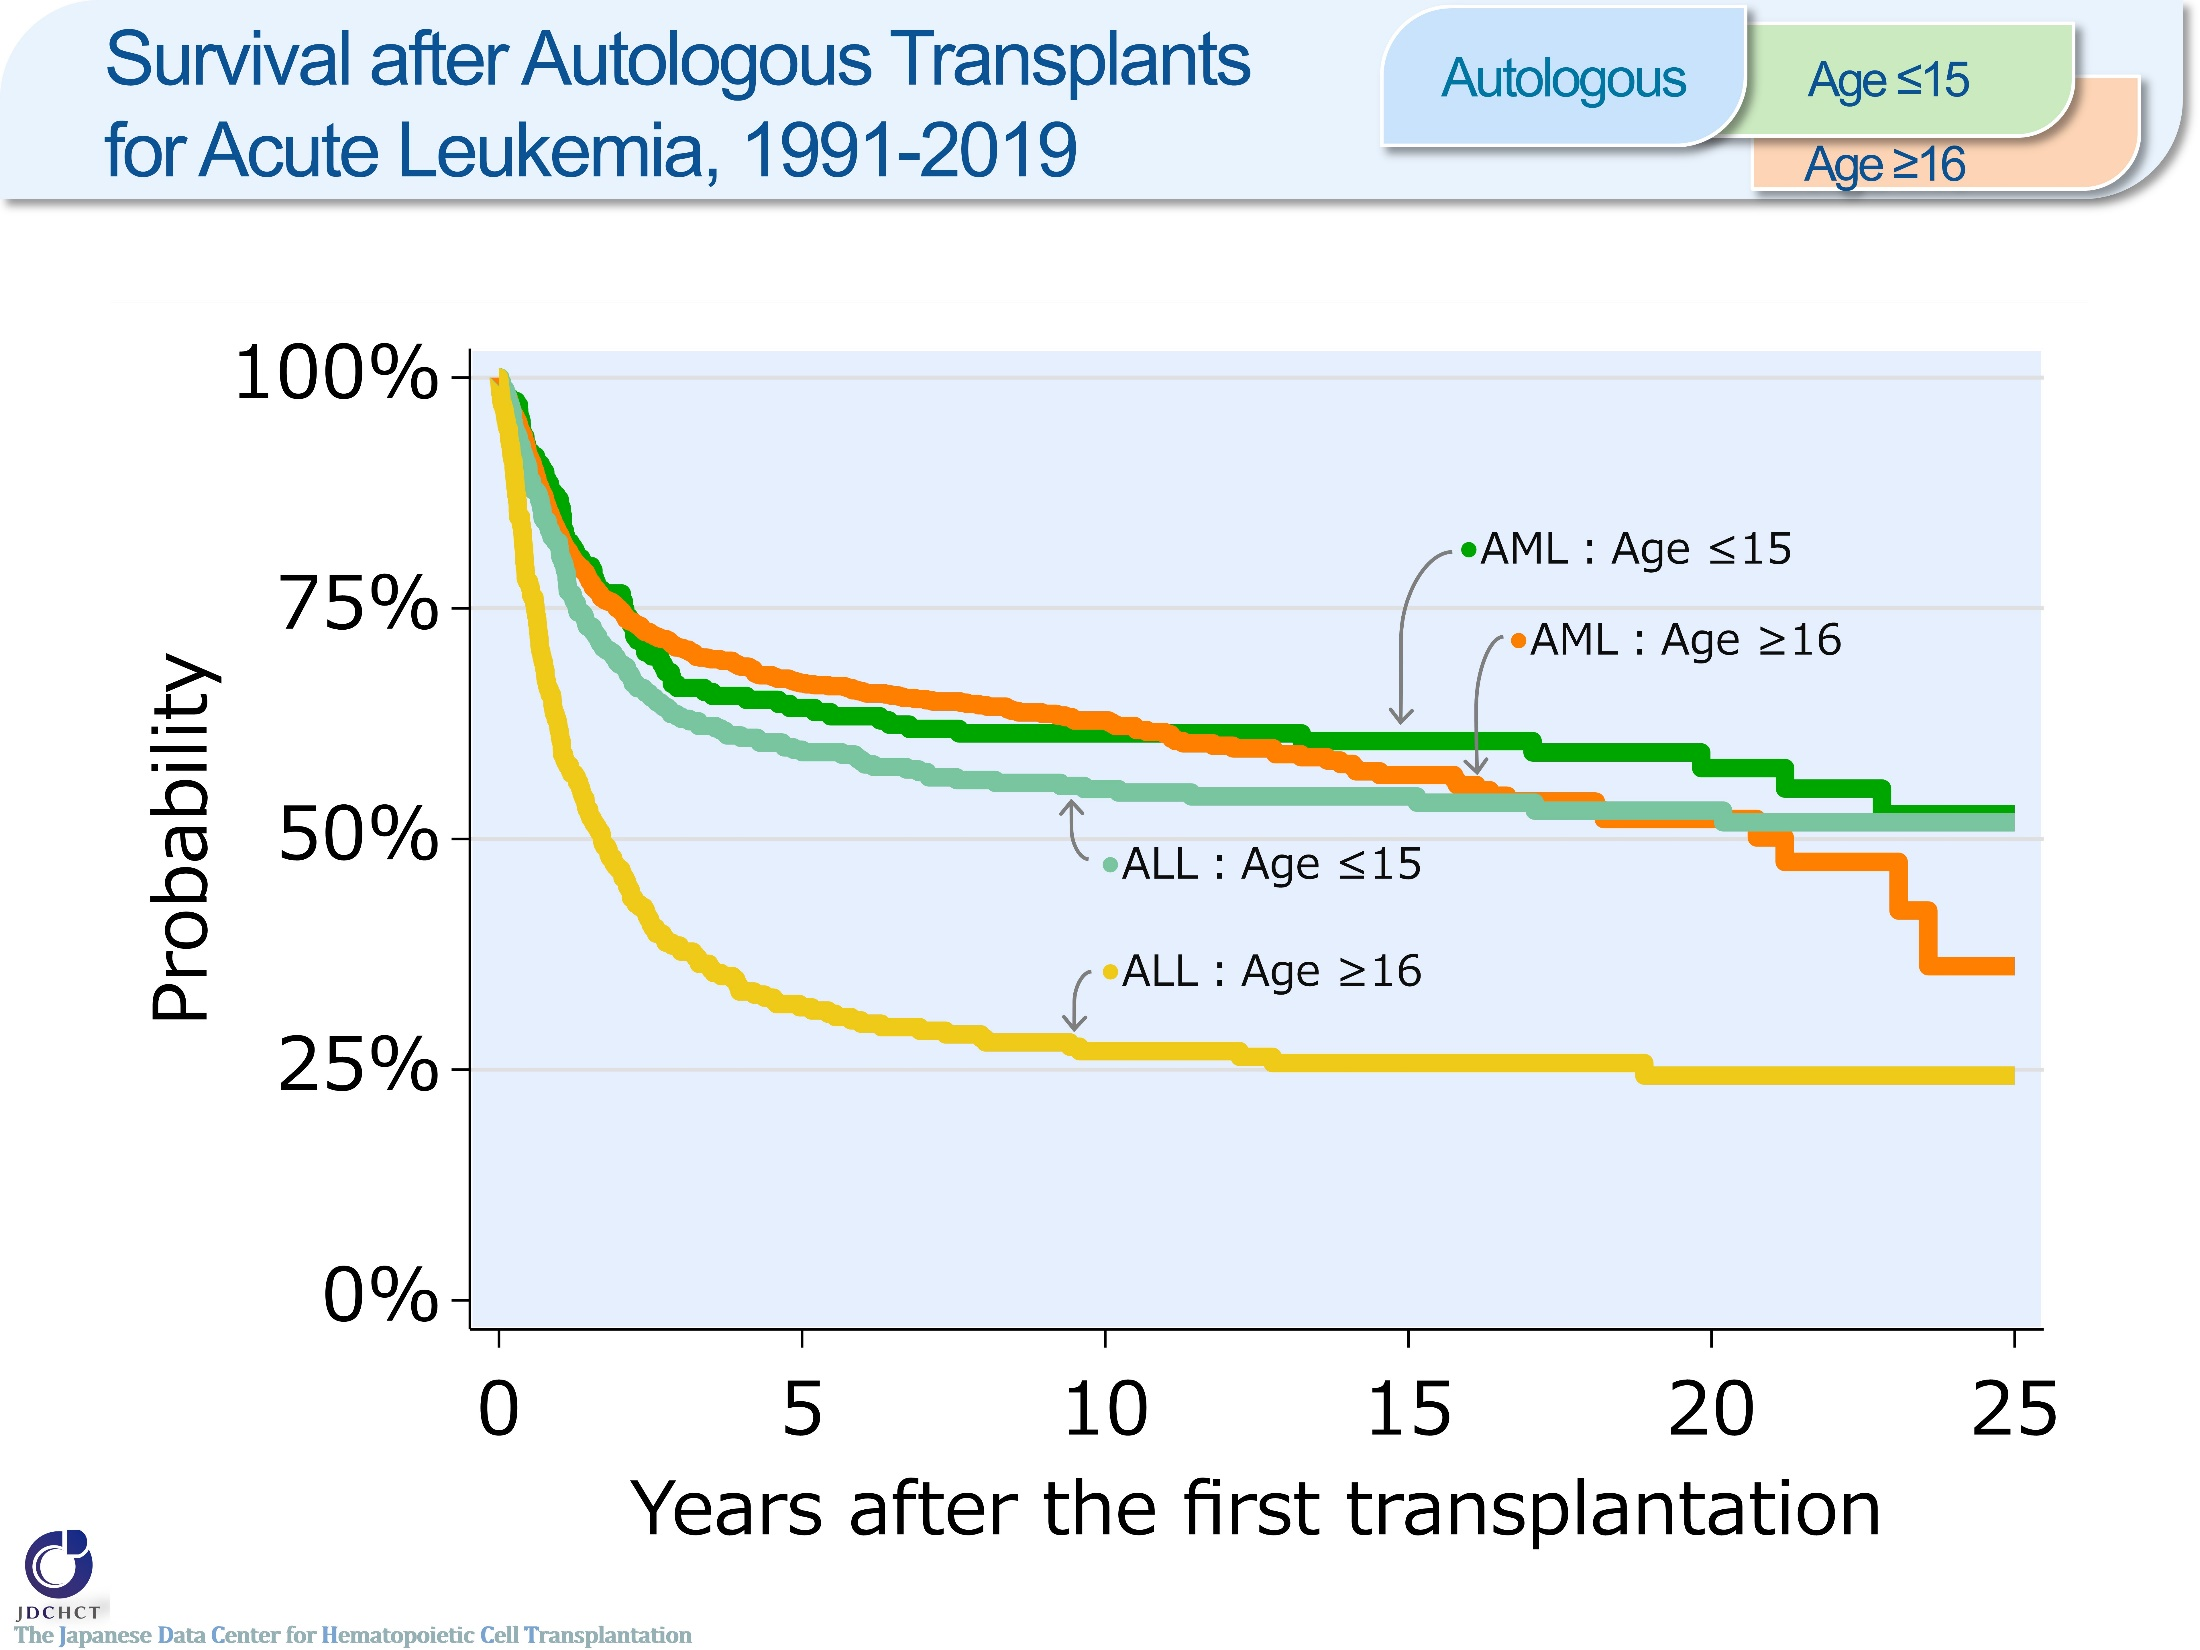 Survival after Autologous Transplants
for Acute Leukemia, 1991-2019
Autologous
Age ≤15
Age ≥16
100%
75%
50%
25%
0%
Probability
AML : Age ≤15
AML : Age ≥16
ALL : Age ≤15
ALL : Age ≥16
0 5 10 15 20 25
Years after the first transplantation
JDCHCT
The Japanese Data Center for Hematopoietic Cell Transplantation